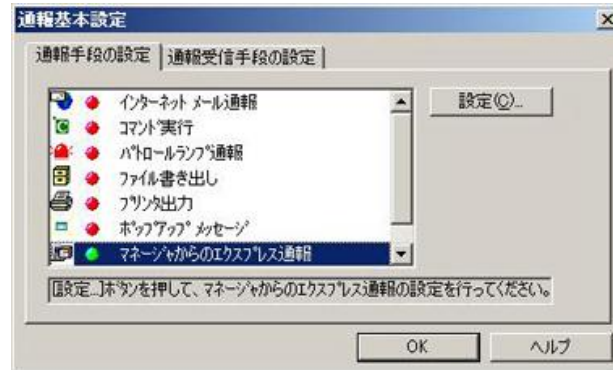 通報基本設定
通報手段の設定 通報受信手段の設定
インターネット メール通報
設定(C)...
コマンド実行
パトロールランプ通報
ファイル書き出し
プリンタ出力
ポップアップ メッセージ
マネージャからのエクスプレス通報
[設定...]ボタンを押して、マネージャからのエクスプレス通報の設定を行ってください。
OK ヘルプ